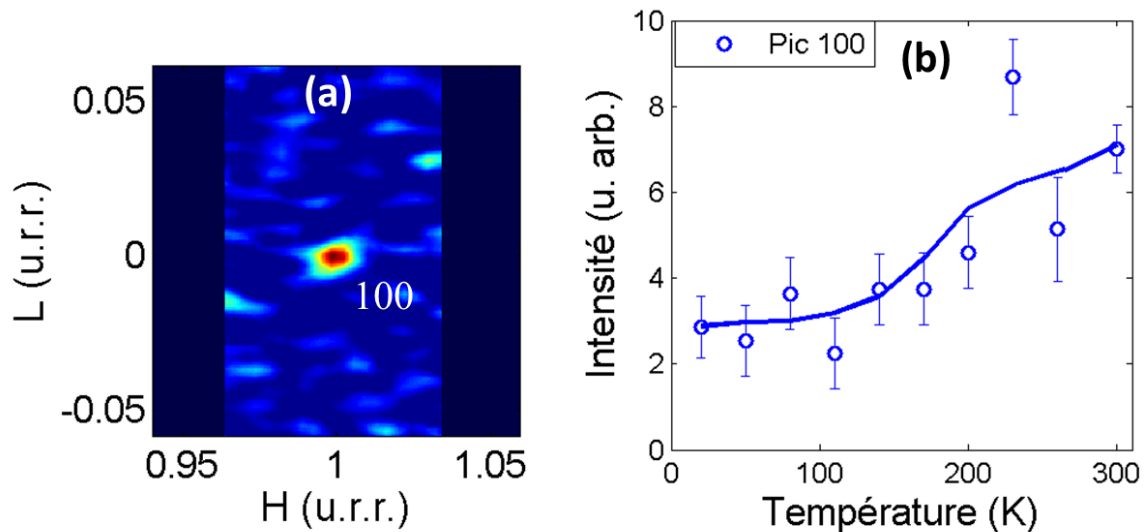 (a)
0.05
0
-0.05
L (u.r.r.)
100
0.95
1
1.05
H (u.r.r.)
(b)
Pic 100
10
8
6
4
2
0
Intensité (u. arb.)
0
100
200
300
Température (K)